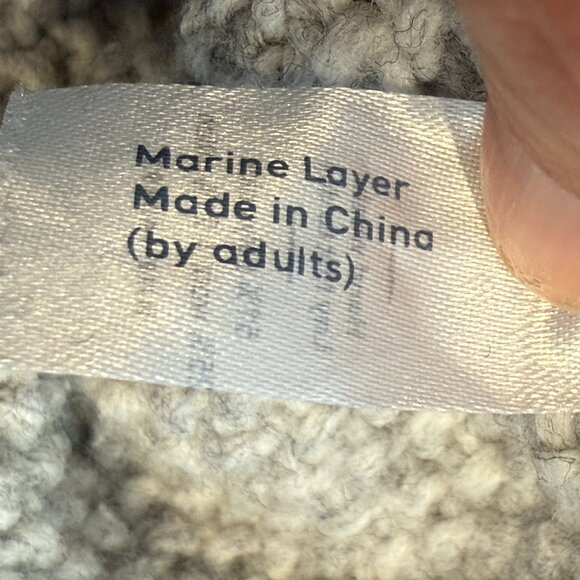 Marine Layer
Made in China
(by adults)